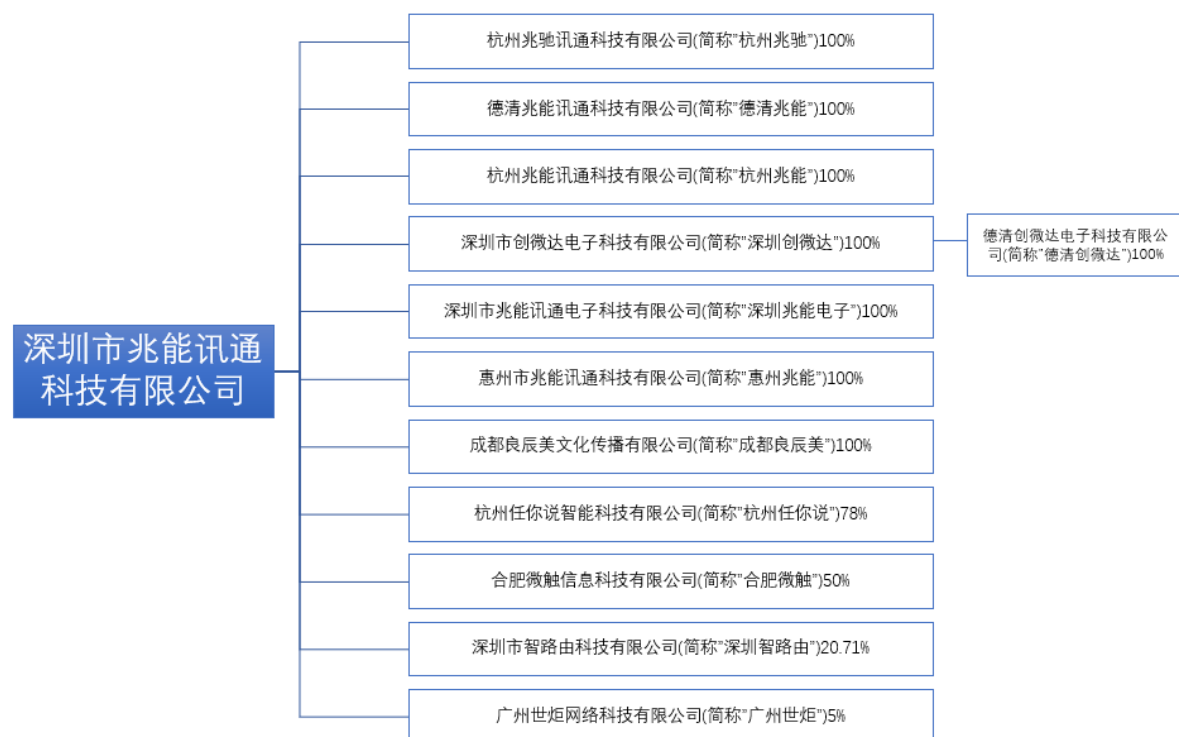 杭州兆驰讯通科技有限公司(简称"杭州兆驰")100%
德清兆能讯通科技有限公司(简称"德清兆能")100%
杭州兆能讯通科技有限公司(简称"杭州兆能")100%
深圳市创微达电子科技有限公司(简称"深圳创微达")100%
德清创微达电子科技有限公
司(简称"德清创微达")100%
深圳市兆能讯通电子科技有限公司(简称"深圳兆能电子")100%
深圳市兆能讯通
科技有限公司
惠州市兆能讯通科技有限公司(简称"惠州兆能")100%
成都良辰美文化传播有限公司(简称"成都良辰美")100%
杭州任你说智能科技有限公司(简称"杭州任你说")78%
合肥微触信息科技有限公司(简称"合肥微触")50%
深圳市智路由科技有限公司(简称"深圳智路由")20.71%
广州世炬网络科技有限公司(简称"广州世炬")5%